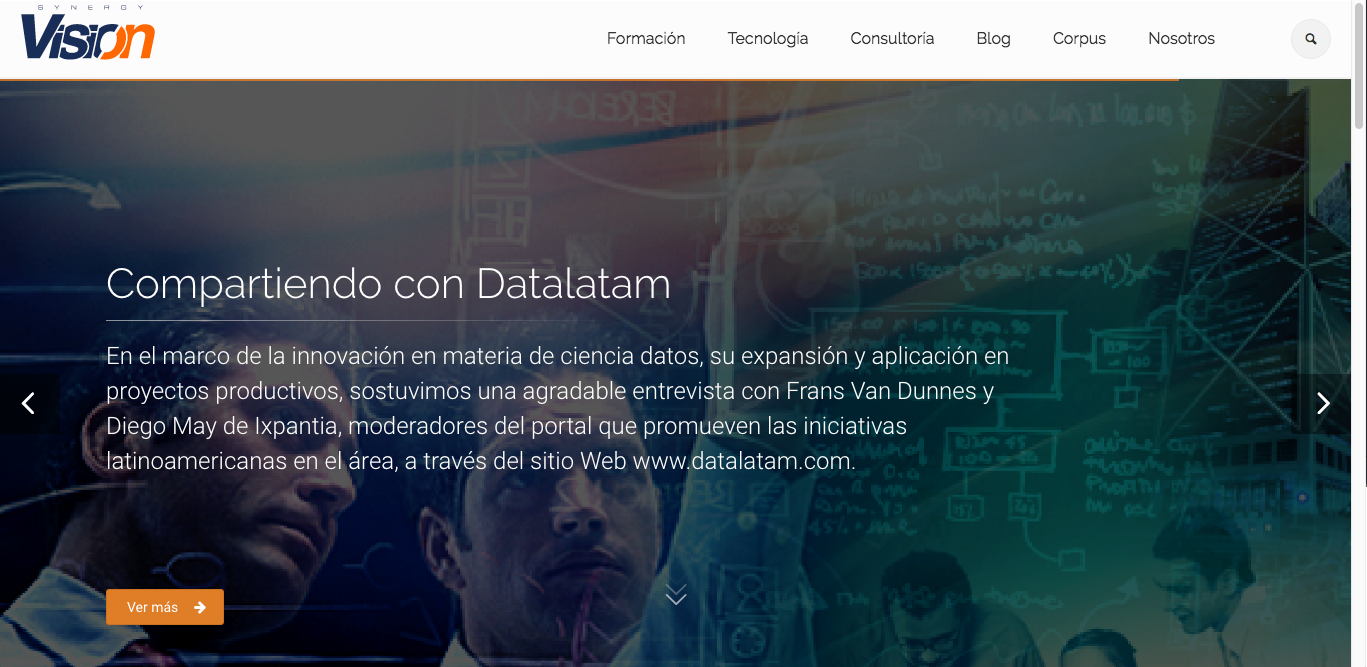 SYNERGY
Vision
Formación
Tecnología
Consultoría
Blog
Corpus
Nosotros
Compartiendo con Datalatam
En el marco de la innovación en materia de ciencia datos, su expansión y aplicación en
proyectos productivos, sostuvimos una agradable entrevista con Frans Van Dunnes y
Diego May de Ixpantia, moderadores del portal que promueven las iniciativas
latinoamericanas en el área, a través del sitio Web www.datalatam.com.
Ver más